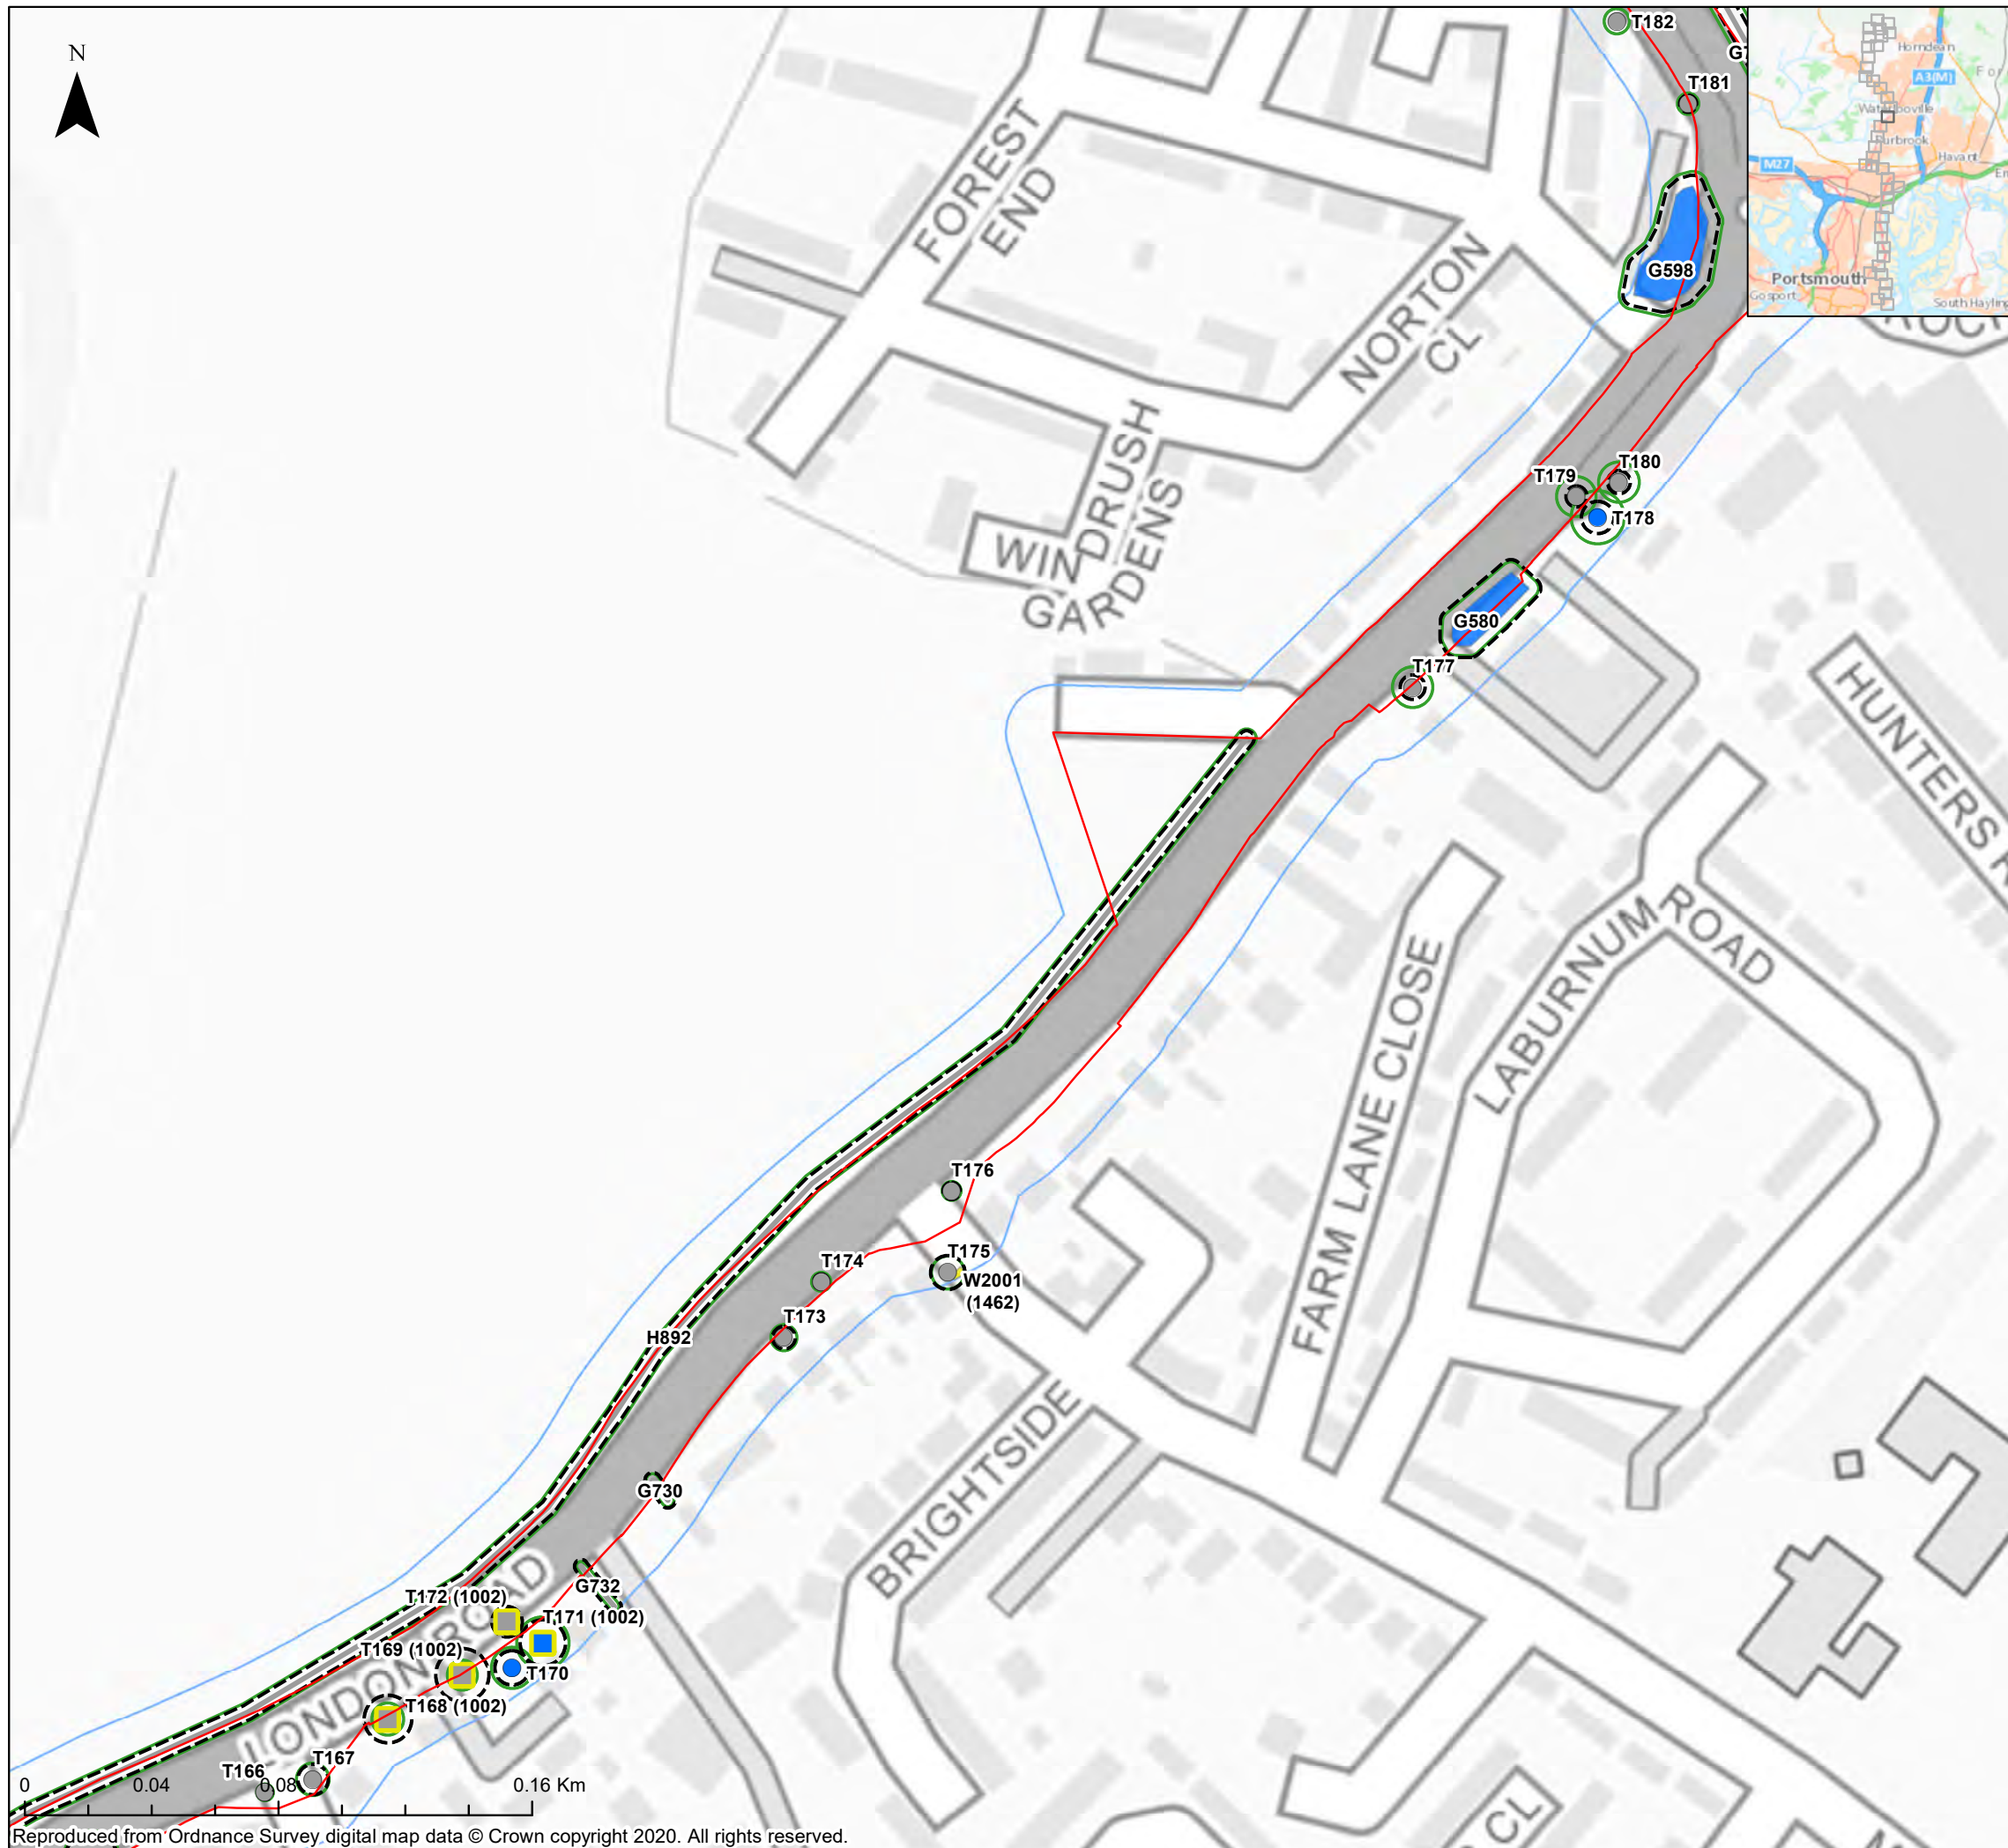 N
T182
T181
Horndean
A3(M)
Waterlooville
Purbrook
Havant
M27
Portsmouth
Gosport
FOREST
END
G598
NORTON
CL
WINDRUSH
GARDENS
T180
T179
T178
G580
T177
HUNTERS
LABURNUM ROAD
FARM LANE CLOSE
T176
T175
W2001
(1462)
T174
T173
H892
BRIGHTSIDE
G730
G732
T172 (1002)
T171 (1002)
T169 (1002)
T170
T168 (1002)
LONDON ROAD
T167
T166
CL
0 0.04 0.08 0.16 Km
Reproduced from Ordnance Survey digital map data © Crown copyright 2020. All rights reserved.